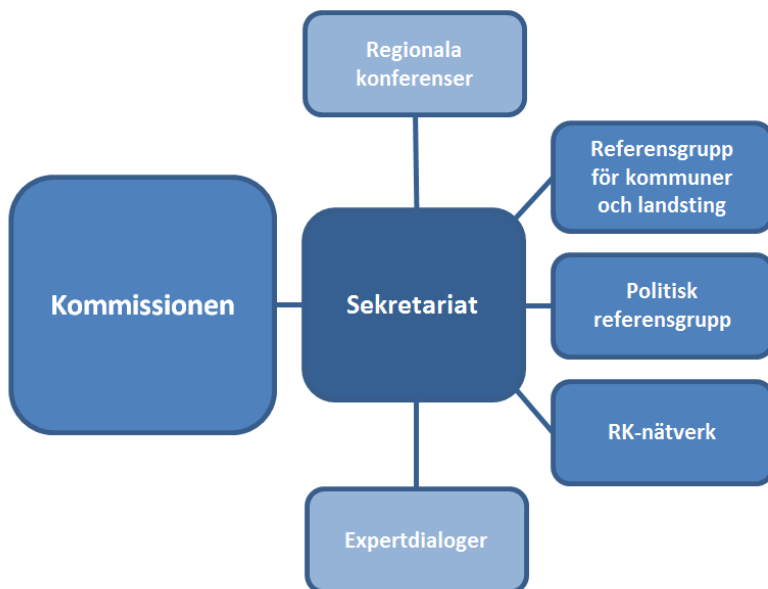 Regionala
konferenser
Referensgrupp
för kommuner
och landsting
Kommissionen
Sekretariat
Politisk
referensgrupp
RK-nätverk
Expertdialoger